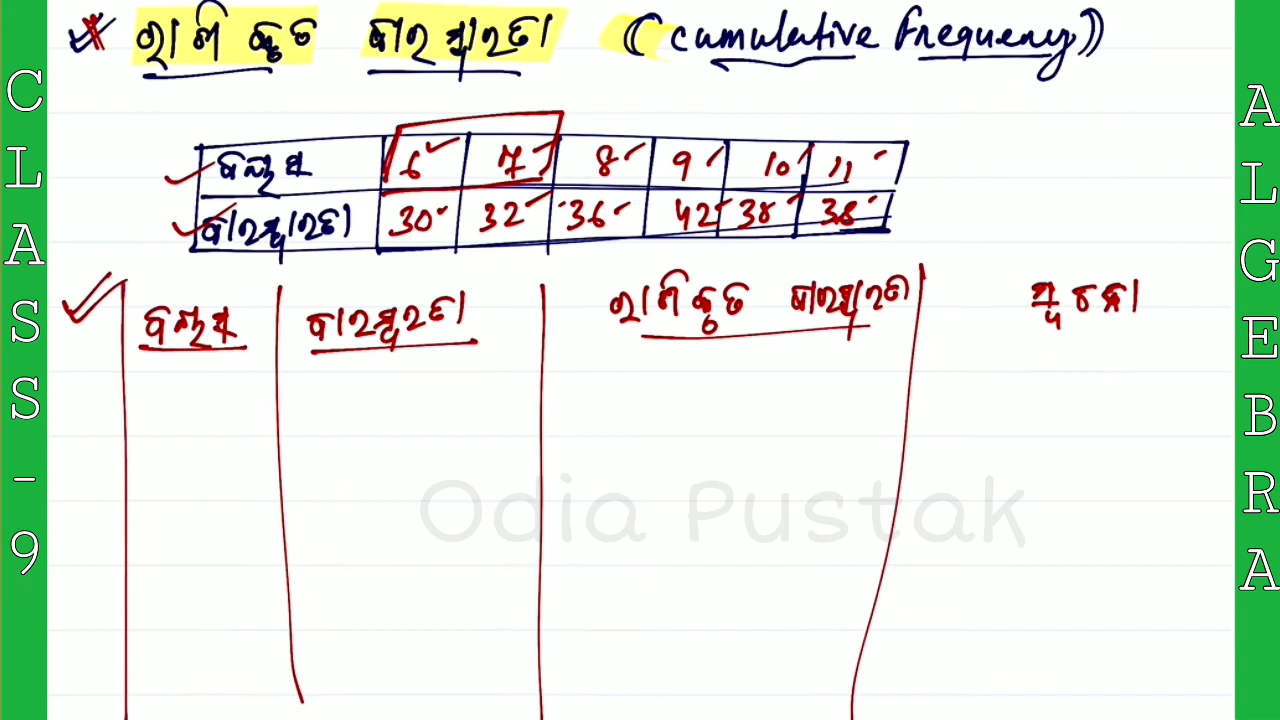 ରାଶିକୃତ ବାରମ୍ବାରତା (Cumulative Frequency)
6 7 8 9 10 11
ବାରମ୍ବାରତା 30 32 36 42 38 38
ବାରମ୍ବାରତା ରାଶିକୃତ ବାରମ୍ବାରତା ସୂଚନା
Odia Pustak
CLASS-9
ALGEBRA